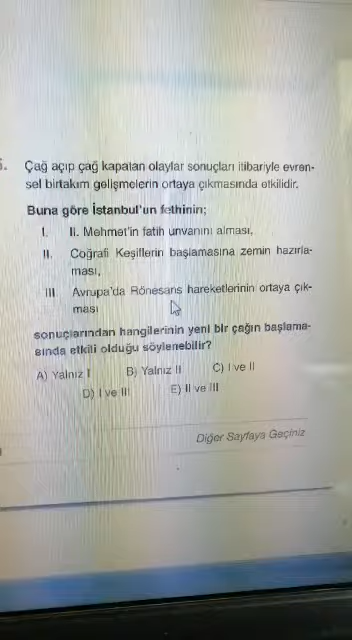 Çağ açıp çağ kapatan olaylar sonuçları itibariyle evren-
sel birtakım gelişmelerin ortaya çıkmasında etkilidir.
Buna göre İstanbul'un fethinin;
I. II. Mehmet'in fatih unvanını alması,
II. Coğrafi Keşiflerin başlamasına zemin hazırla-
ması,
III. Avrupa'da Rönesans hareketlerinin ortaya çık-
ması
sonuçlarından hangilerinin yeni bir çağın başlama-
sında etkili olduğu söylenebilir?
A) Yalnız I B) Yalnız II C) I ve II
D) I ve III E) II ve III
Diğer Sayfaya Geçiniz